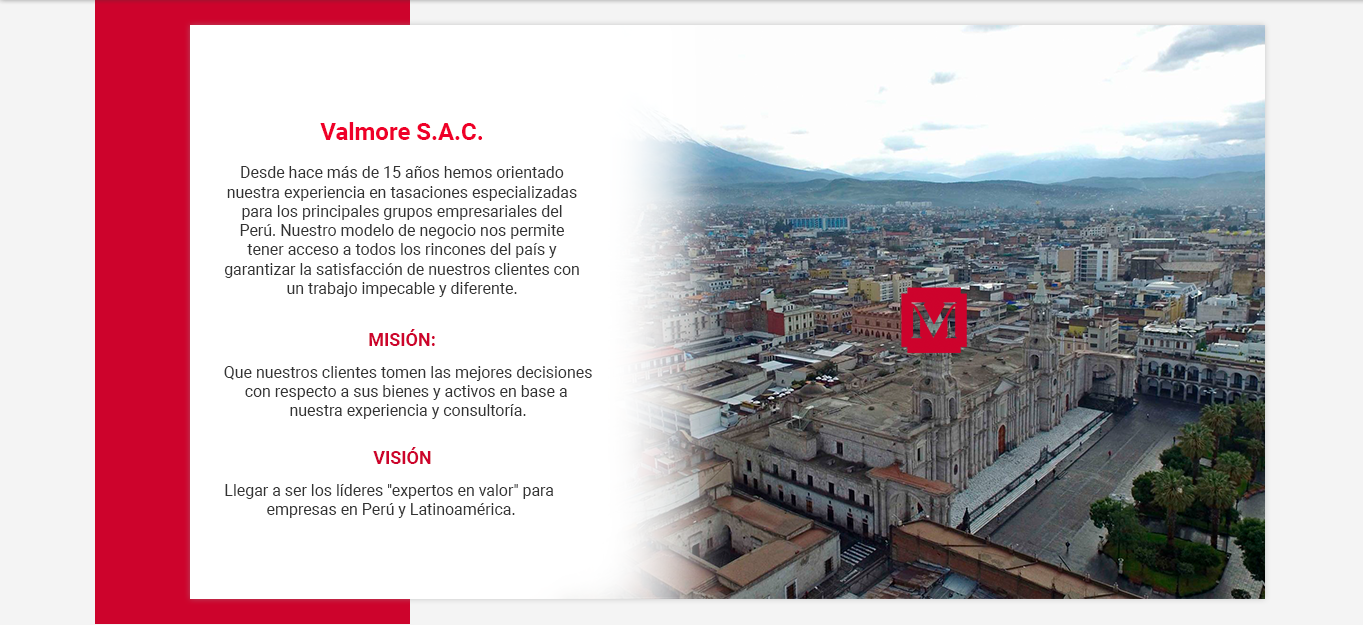 Valmore S.A.C.
Desde hace más de 15 años hemos orientado
nuestra experiencia en tasaciones especializadas
para los principales grupos empresariales del
Perú. Nuestro modelo de negocio nos permite
tener acceso a todos los rincones del país y
garantizar la satisfacción de nuestros clientes con
un trabajo impecable y diferente.
MISIÓN:
Que nuestros clientes tomen las mejores decisiones
con respecto a sus bienes y activos en base a
nuestra experiencia y consultoría.
VISIÓN
Llegar a ser los líderes "expertos en valor" para
empresas en Perú y Latinoamérica.
M